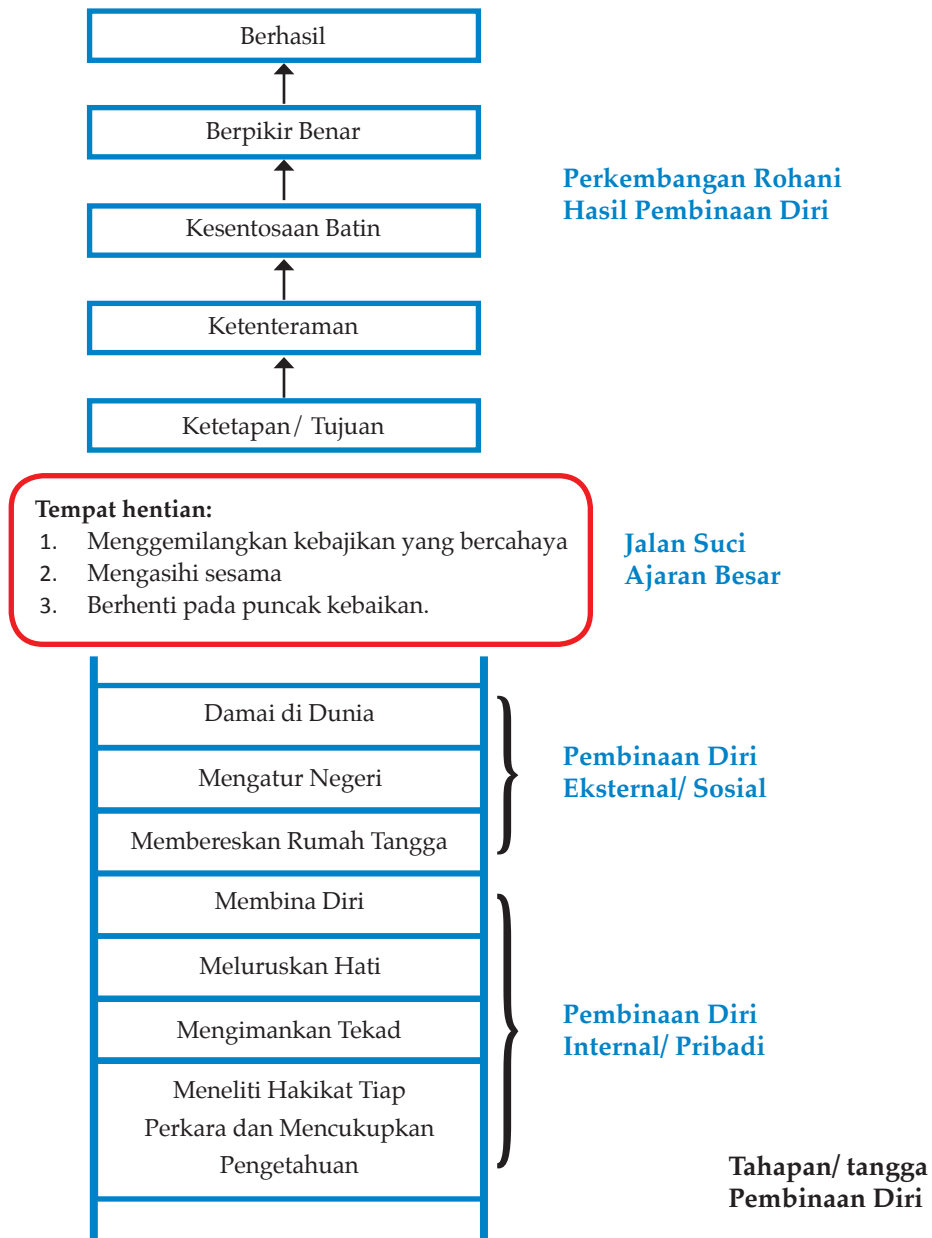 Berhasil
Berpikir Benar
Perkembangan Rohani
Hasil Pembinaan Diri
Kesentosaan Batin
Ketenteraman
Ketetapan/ Tujuan
Tempat hentian:
1. Menggemilangkan kebajikan yang bercahaya
2. Mengasihi sesama
3. Berhenti pada puncak kebaikan.
Jalan Suci
Ajaran Besar
Damai di Dunia
Mengatur Negeri
Membereskan Rumah Tangga
Pembinaan Diri
Eksternal/ Sosial
Membina Diri
Meluruskan Hati
Mengimankan Tekad
Meneliti Hakikat Tiap
Perkara dan Mencukupkan
Pengetahuan
Pembinaan Diri
Internal/ Pribadi
Tahapan/ tangga
Pembinaan Diri